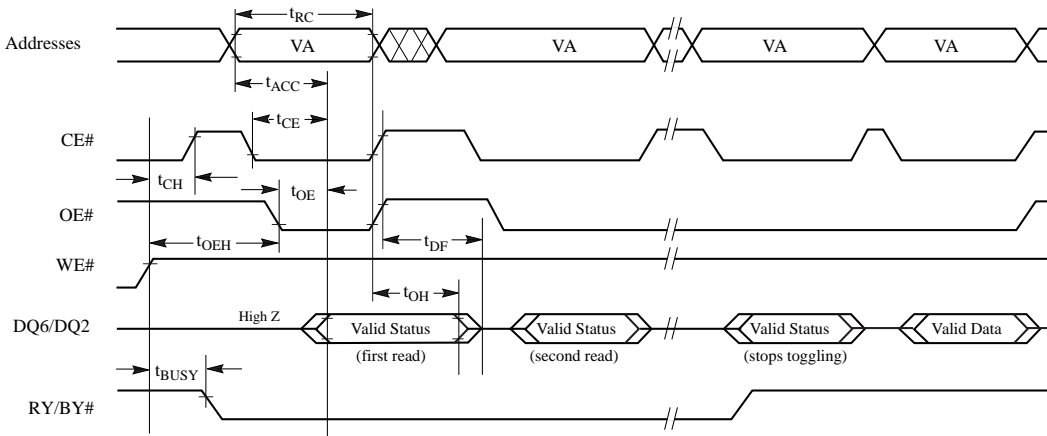 tRC
Addresses VA VA VA VA
tACC
tCE
CE#
tCH tOE
OE#
tOEH tDF
WE#
tOH
High Z
DQ6/DQ2 Valid Status Valid Status Valid Status Valid Data
(first read) (second read) (stops toggling)
tBUSY
RY/BY#